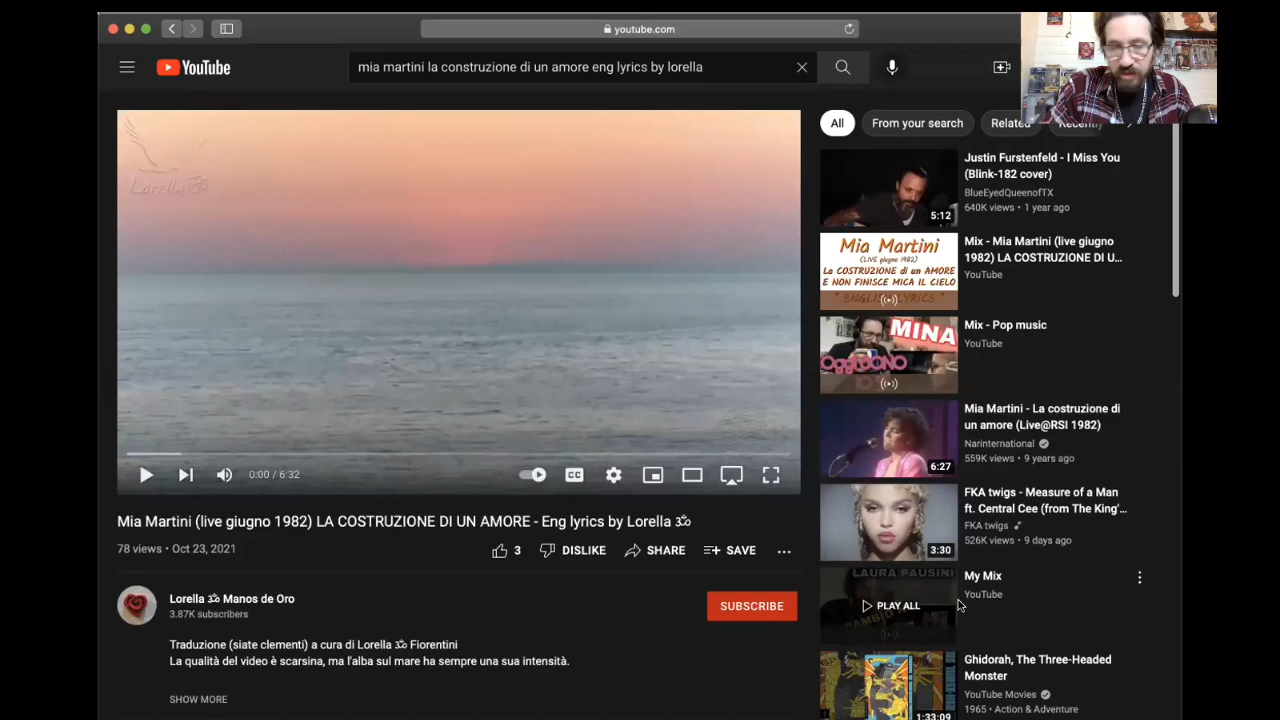 youtube.com
YouTube
mia martini la construzione di un amore eng lyrics by lorella
Lorella ॐ
0:00 / 6:32
CC
Mia Martini (live giugno 1982) LA COSTRUZIONE DI UN AMORE - Eng lyrics by Lorella ॐ
78 views • Oct 23, 2021
3
DISLIKE
SHARE
SAVE
Lorella ॐ Manos de Oro
3.87K subscribers
SUBSCRIBE
Traduzione (siate clementi) a cura di Lorella ॐ Fiorentini
La qualità del video è scarsina, ma l'alba sul mare ha sempre una sua intensità.
SHOW MORE
All
From your search
Related
Recently
5:12
Justin Furstenfeld - I Miss You
(Blink-182 cover)
BlueEyedQueenofTX
640K views • 1 year ago
Mia Martini
(LIVE giugno 1982)
La COSTRUZIONE di un AMORE
E NON FINISCE MICA IL CIELO
* ENGLISH LYRICS *
Mix - Mia Martini (live giugno
1982) LA COSTRUZIONE DI U...
YouTube
MINA
OggI SONO
Mix - Pop music
YouTube
6:27
Mia Martini - La costruzione di
un amore (Live@RSI 1982)
Narinternational
559K views • 9 years ago
3:30
FKA twigs - Measure of a Man
ft. Central Cee (from The King'...
FKA twigs
526K views • 9 days ago
LAURA PAUSINI
PLAY ALL
My Mix
YouTube
1:33:09
Ghidorah, The Three-Headed
Monster
YouTube Movies
1965 • Action & Adventure